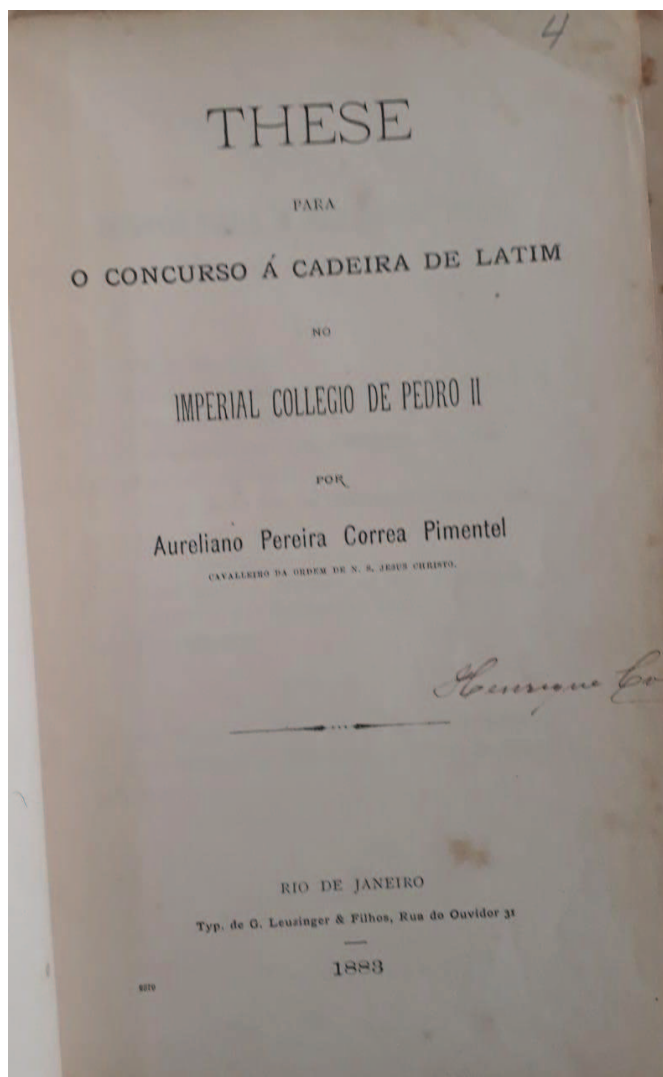 4
THESE
PARA
O CONCURSO Á CADEIRA DE LATIM
NO
IMPERIAL COLLEGIO DE PEDRO II
POR
Aureliano Pereira Correa Pimentel
CAVALLEIRO DA ORDEM DE N. S. JESUS CHRISTO.
Henrique
RIO DE JANEIRO
Typ. de G. Leuzinger & Filhos, Rua do Ouvidor 31
1883